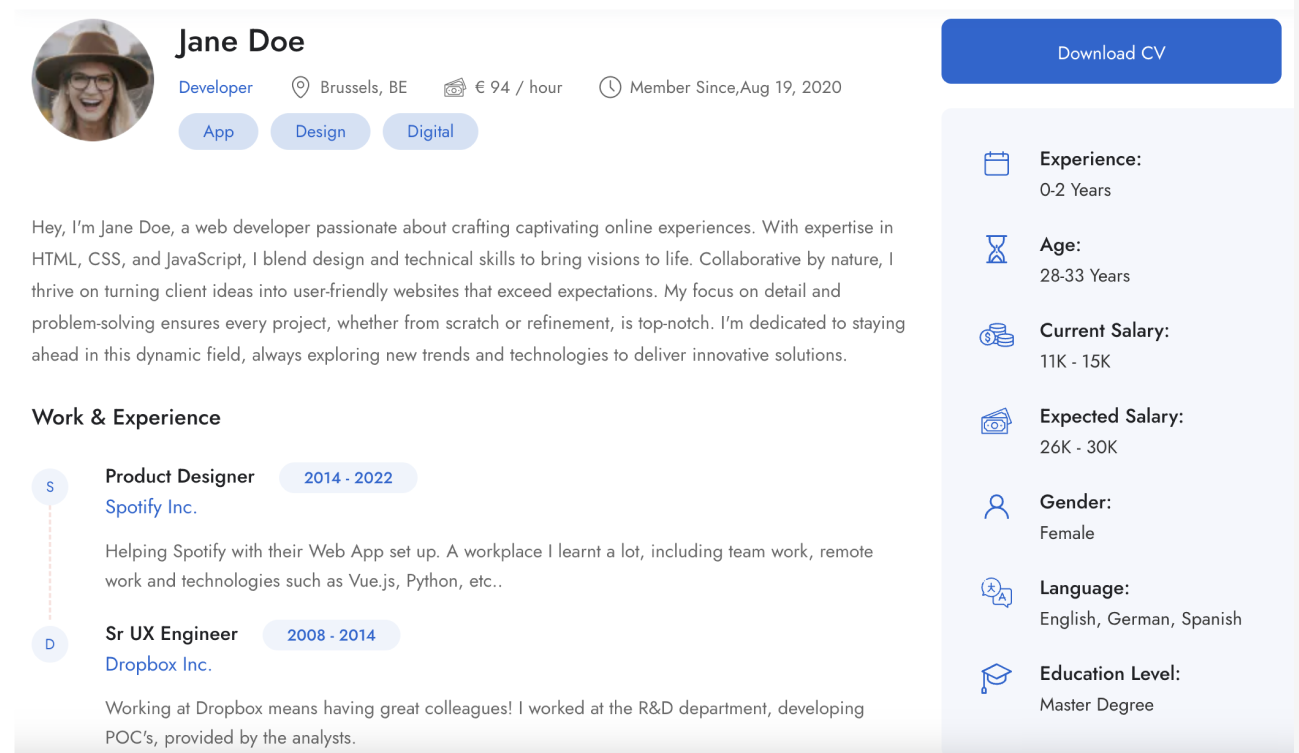 Jane Doe
Developer
Brussels, BE
€ 94 / hour
Member Since,Aug 19, 2020
App
Design
Digital
Hey, I'm Jane Doe, a web developer passionate about crafting captivating online experiences. With expertise in
HTML, CSS, and JavaScript, I blend design and technical skills to bring visions to life. Collaborative by nature, I
thrive on turning client ideas into user-friendly websites that exceed expectations. My focus on detail and
problem-solving ensures every project, whether from scratch or refinement, is top-notch. I'm dedicated to staying
ahead in this dynamic field, always exploring new trends and technologies to deliver innovative solutions.
Work & Experience
S
Product Designer
2014 - 2022
Spotify Inc.
Helping Spotify with their Web App set up. A workplace I learnt a lot, including team work, remote
work and technologies such as Vue.js, Python, etc..
D
Sr UX Engineer
2008 - 2014
Dropbox Inc.
Working at Dropbox means having great colleagues! I worked at the R&D department, developing
POC's, provided by the analysts.
Download CV
Experience:
0-2 Years
Age:
28-33 Years
Current Salary:
11K - 15K
Expected Salary:
26K - 30K
Gender:
Female
Language:
English, German, Spanish
Education Level:
Master Degree